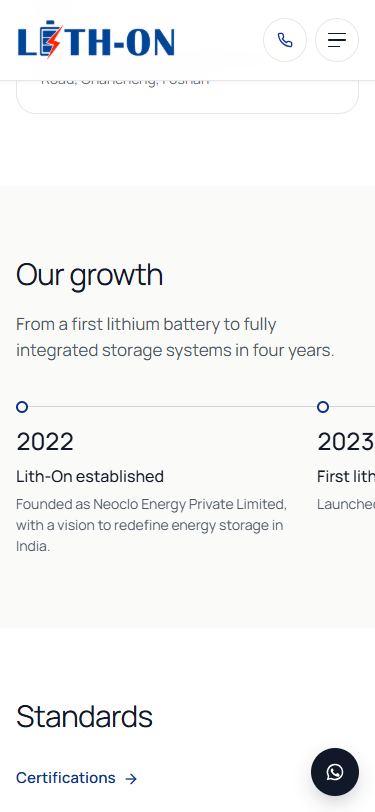 LITH-ON
Road, Chancheng, Foshan
Our growth
From a first lithium battery to fully
integrated storage systems in four years.
2022
2023
Lith-On established
First lith
Founded as Neoclo Energy Private Limited,
Launche
with a vision to redefine energy storage in
India.
Standards
Certifications →